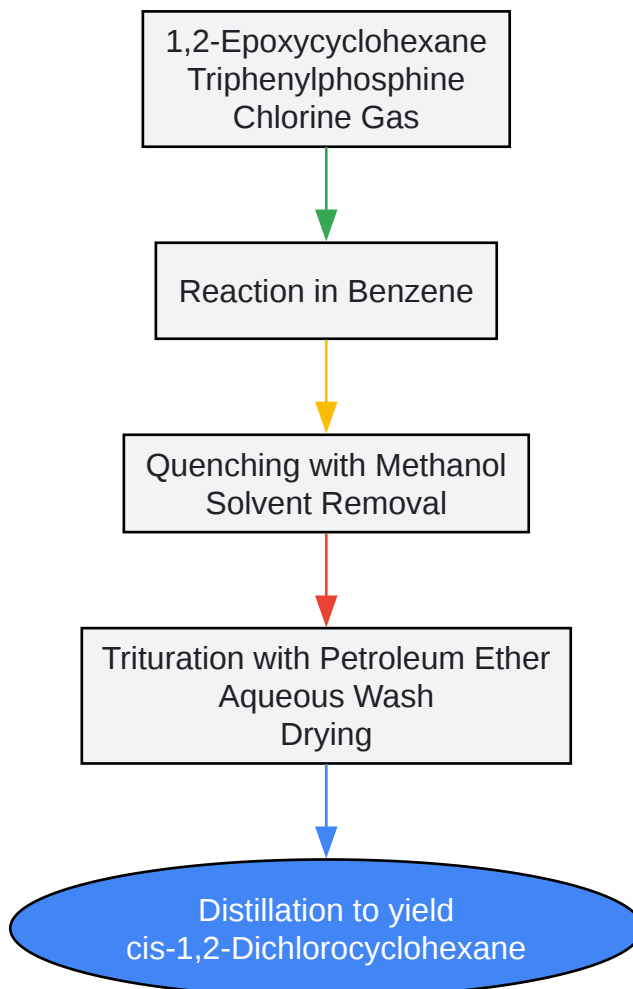 1,2-Epoxycyclohexane
Triphenylphosphine
Chlorine Gas
Reaction in Benzene
Quenching with Methanol
Solvent Removal
Trituration with Petroleum Ether
Aqueous Wash
Drying
Distillation to yield
cis-1,2-Dichlorocyclohexane